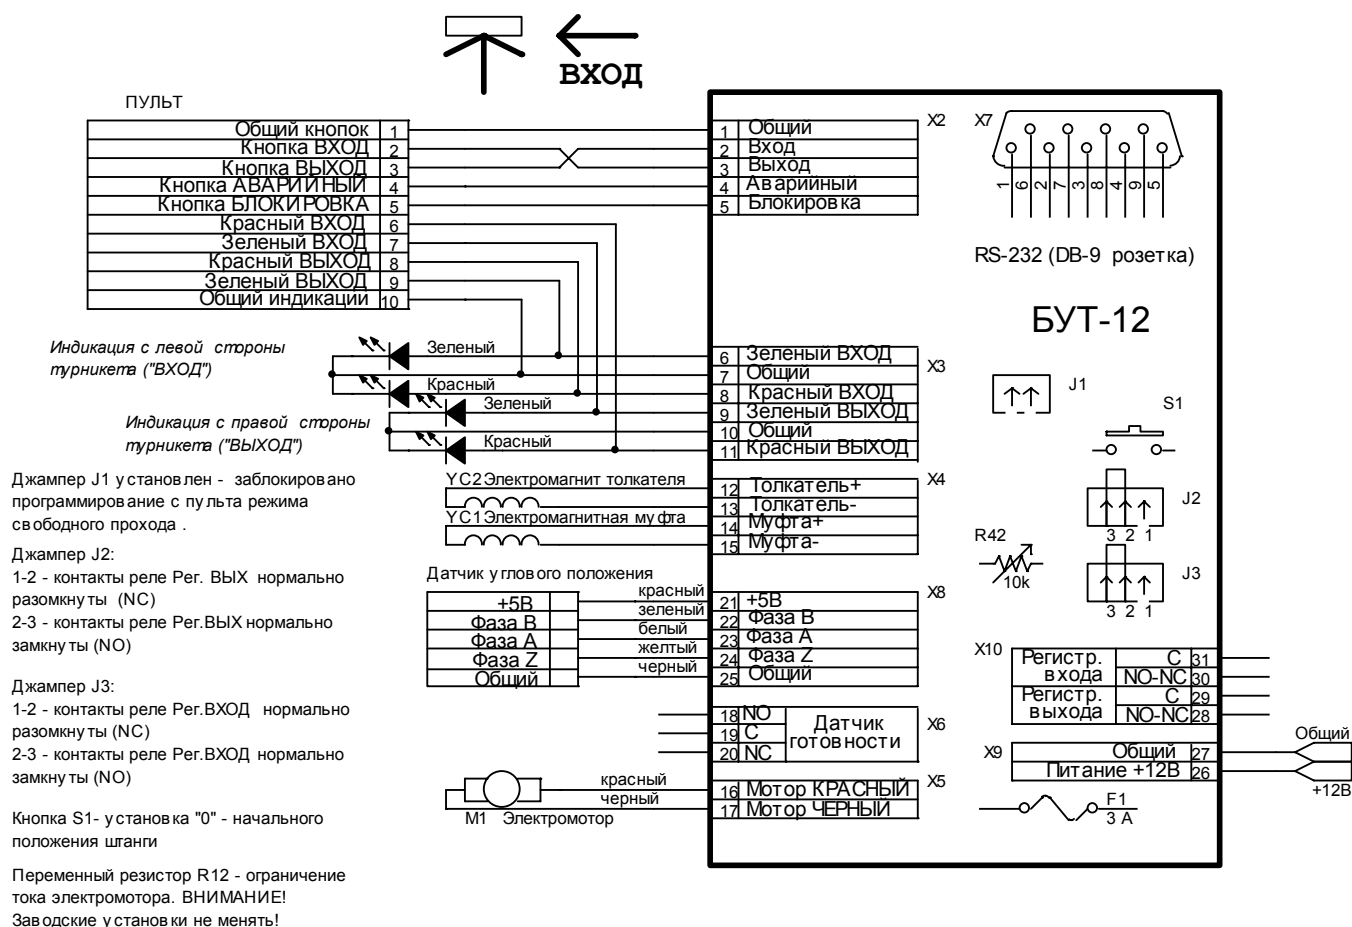 ВХОД
ПУЛЬТ
Общий кнопок 1
Кнопка ВХОД 2
Кнопка ВЫХОД 3
Кнопка АВАРИЙНЫЙ 4
Кнопка БЛОКИРОВКА 5
Красный ВХОД 6
Зеленый ВХОД 7
Красный ВЫХОД 8
Зеленый ВЫХОД 9
Общий индикации 10
1 Общий
2 Вход
3 Выход
4 Аварийный
5 Блокировка
X2
X7
1 6 2 7 3 8 4 9 5
RS-232 (DB-9 розетка)
БУТ-12
Индикация с левой стороны
турникета ("ВХОД")
Зеленый
Красный
Индикация с правой стороны
турникета ("ВЫХОД")
Зеленый
Красный
6 Зеленый ВХОД
7 Общий
8 Красный ВХОД
9 Зеленый ВЫХОД
10 Общий
11 Красный ВЫХОД
X3
J1
S1
YC2 Электромагнит толкателя
YC1 Электромагнитная муфта
12 Толкатель+
13 Толкатель-
14 Муфта+
15 Муфта-
X4
J2
3 2 1
R42
10k
J3
3 2 1
Датчик углового положения
+5В
Фаза B
Фаза A
Фаза Z
Общий
красный
зеленый
белый
желтый
черный
21 +5В
22 Фаза B
23 Фаза A
24 Фаза Z
25 Общий
X8
18 NO
19 C
20 NC
Датчик
готовности
X6
M1 Электромотор
красный
черный
16 Мотор КРАСНЫЙ
17 Мотор ЧЕРНЫЙ
X5
X10
Регистр.
входа
C 31
NO-NC 30
Регистр.
выхода
C 29
NO-NC 28
X9
Общий 27
Питание +12В 26
Общий
+12В
F1
3 А
Джампер J1 установлен - заблокировано
программирование с пульта режима
свободного прохода .
Джампер J2:
1-2 - контакты реле Рег. ВЫХ нормально
разомкнуты (NC)
2-3 - контакты реле Рег.ВЫХ нормально
замкнуты (NO)
Джампер J3:
1-2 - контакты реле Рег.ВХОД нормально
разомкнуты (NC)
2-3 - контакты реле Рег.ВХОД нормально
замкнуты (NO)
Кнопка S1- установка "0" - начального
положения штанги
Переменный резистор R12 - ограничение
тока электромотора. ВНИМАНИЕ!
Заводские установки не менять!